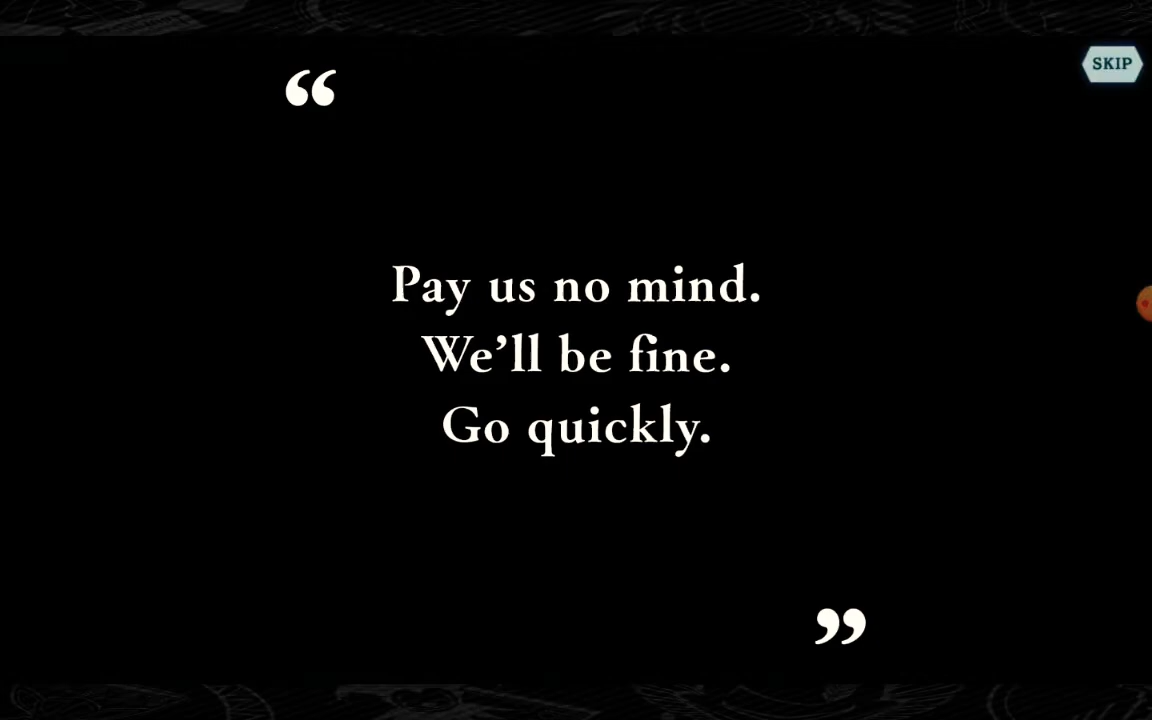 SKIP
“
Pay us no mind.
We’ll be fine.
Go quickly.
”